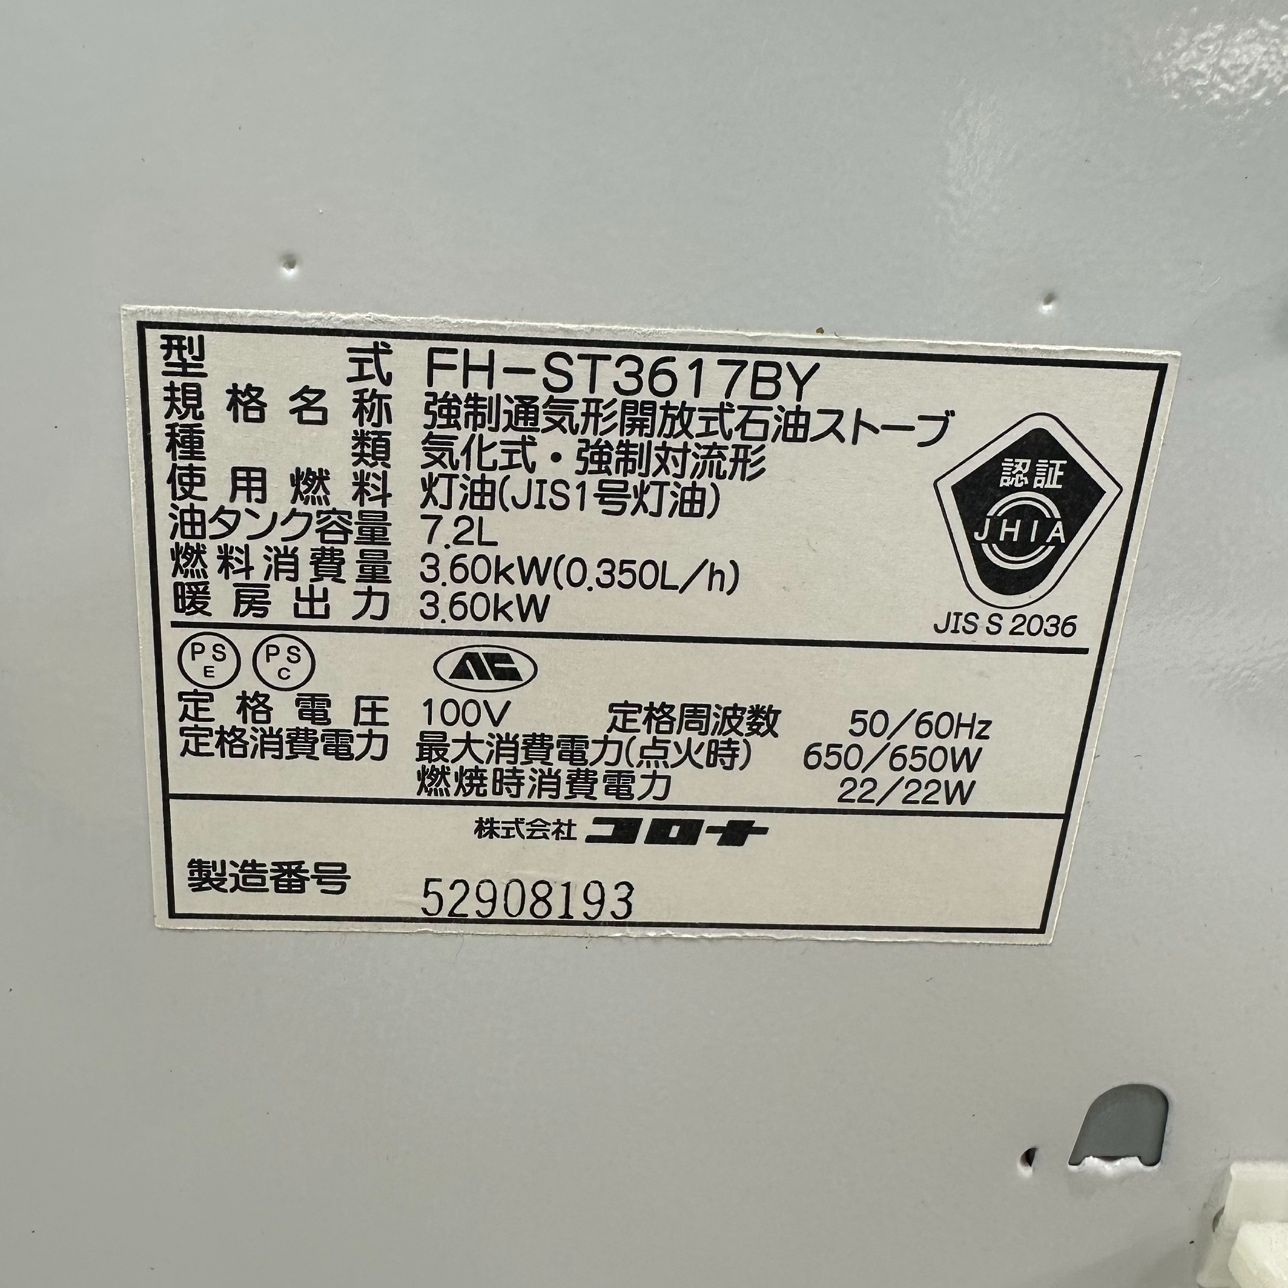 型式 FH-ST3617BY
規格名称 強制通気形開放式石油ストーブ
種類 気化式・強制対流形
使用燃料 灯油(JIS1号灯油)
油タンク容量 7.2L
燃料消費量 3.60kW(0.350L/h)
暖房出力 3.60kW
認証
JHIA
JIS S 2036
PS E PS C
定格電圧 100V 定格周波数 50/60Hz
定格消費電力 最大消費電力(点火時) 650/650W
燃焼時消費電力 22/22W
株式会社 コロナ
製造番号 52908193